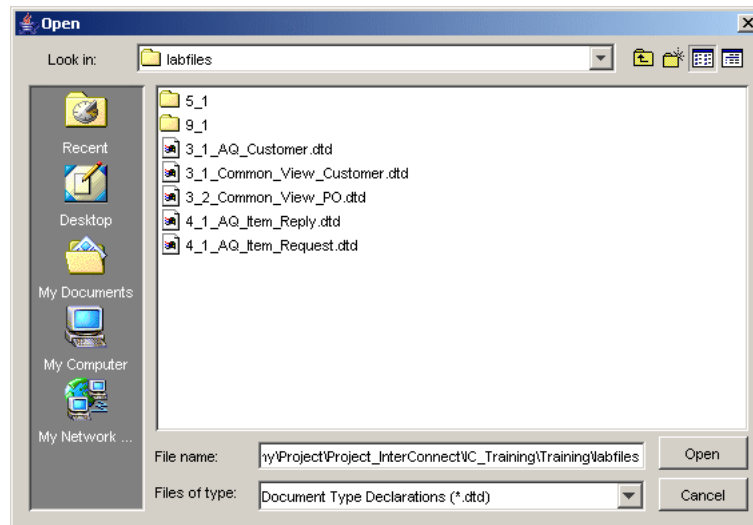 Open
Look in:
labfiles
Recent
Desktop
My Documents
My Computer
My Network ...
5_1
9_1
3_1_AQ_Customer.dtd
3_1_Common_View_Customer.dtd
3_2_Common_View_PO.dtd
4_1_AQ_Item_Reply.dtd
4_1_AQ_Item_Request.dtd
File name:
ny\Project\Project_InterConnect\IC_Training\Training\labfiles
Open
Files of type:
Document Type Declarations (*.dtd)
Cancel